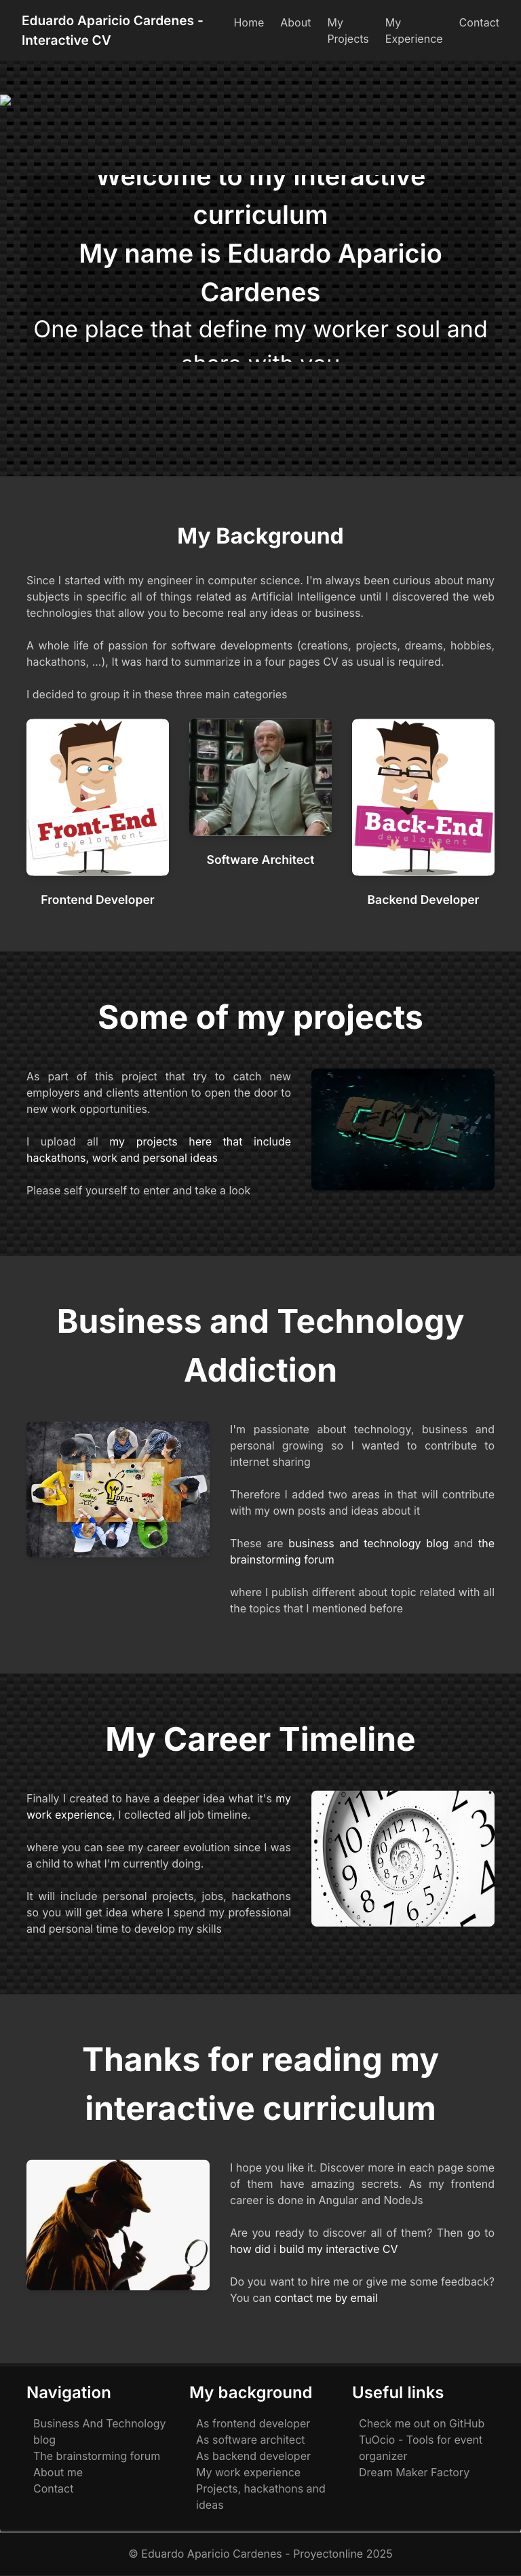 Eduardo Aparicio Cardenes -
Interactive CV
Home
About
My
Projects
My
Experience
Contact
Welcome to my interactive
curriculum
My name is Eduardo Aparicio
Cardenes
One place that define my worker soul and
share with you
My Background
Since I started with my engineer in computer science. I'm always been curious about many
subjects in specific all of things related as Artificial Intelligence until I discovered the web
technologies that allow you to become real any ideas or business.
A whole life of passion for software developments (creations, projects, dreams, hobbies,
hackathons, ...), It was hard to summarize in a four pages CV as usual is required.
I decided to group it in these three main categories
Front-End
development
Back-End
development
Software Architect
Frontend Developer
Backend Developer
Some of my projects
As part of this project that try to catch new
employers and clients attention to open the door to
new work opportunities.
I upload all my projects here that include
hackathons, work and personal ideas
Please self yourself to enter and take a look
CODE
Business and Technology
Addiction
IDEAS
I'm passionate about technology, business and
personal growing so I wanted to contribute to
internet sharing
Therefore I added two areas in that will contribute
with my own posts and ideas about it
These are business and technology blog and the
brainstorming forum
where I publish different about topic related with all
the topics that I mentioned before
My Career Timeline
Finally I created to have a deeper idea what it's my
work experience, I collected all job timeline.
where you can see my career evolution since I was
a child to what I'm currently doing.
It will include personal projects, jobs, hackathons
so you will get idea where I spend my professional
and personal time to develop my skills
Thanks for reading my
interactive curriculum
I hope you like it. Discover more in each page some
of them have amazing secrets. As my frontend
career is done in Angular and NodeJs
Are you ready to discover all of them? Then go to
how did i build my interactive CV
Do you want to hire me or give me some feedback?
You can contact me by email
Navigation
Business And Technology
blog
The brainstorming forum
About me
Contact
My background
As frontend developer
As software architect
As backend developer
My work experience
Projects, hackathons and
ideas
Useful links
Check me out on GitHub
TuOcio - Tools for event
organizer
Dream Maker Factory
© Eduardo Aparicio Cardenes - Proyectonline 2025